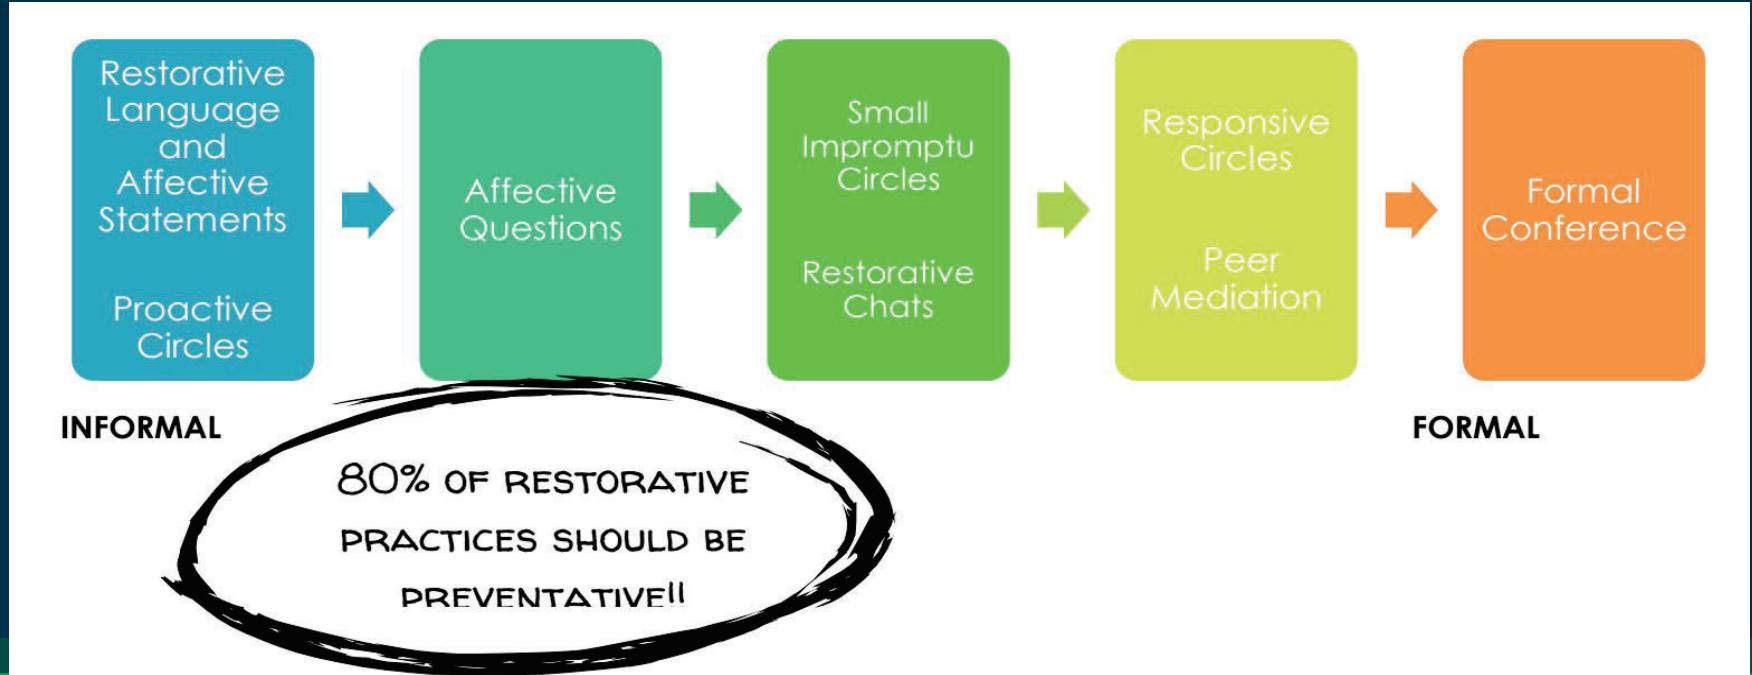 Restorative
Language
and
Affective
Statements
Proactive
Circles
Affective
Questions
Small
Impromptu
Circles
Restorative
Chats
Responsive
Circles
Peer
Mediation
Formal
Conference
INFORMAL
FORMAL
80% OF RESTORATIVE
PRACTICES SHOULD BE
PREVENTATIVE!!